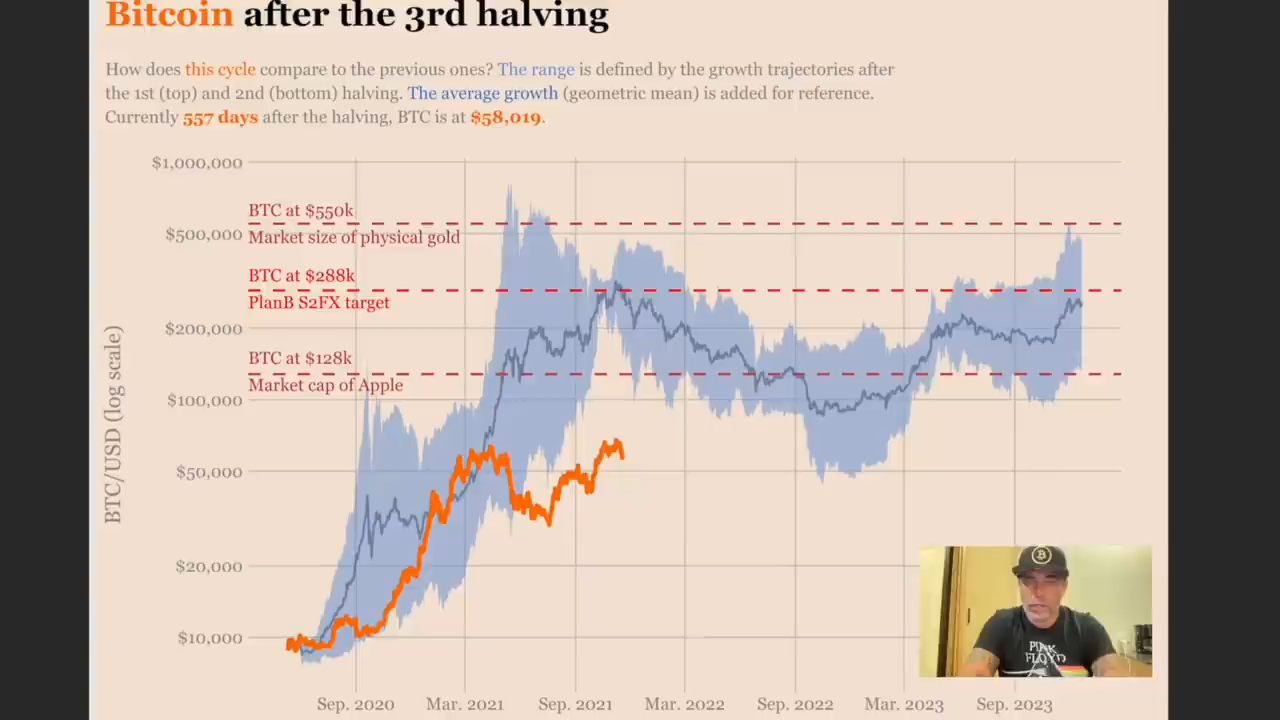 Bitcoin after the 3rd halving
How does this cycle compare to the previous ones? The range is defined by the growth trajectories after
the 1st (top) and 2nd (bottom) halving. The average growth (geometric mean) is added for reference.
Currently 557 days after the halving, BTC is at $58,019.
BTC/USD (log scale)
$1,000,000
$500,000
$200,000
$100,000
$50,000
$20,000
$10,000
BTC at $550k
Market size of physical gold
BTC at $288k
PlanB S2FX target
BTC at $128k
Market cap of Apple
Sep. 2020
Mar. 2021
Sep. 2021
Mar. 2022
Sep. 2022
Mar. 2023
Sep. 2023
PINK
FLOYD